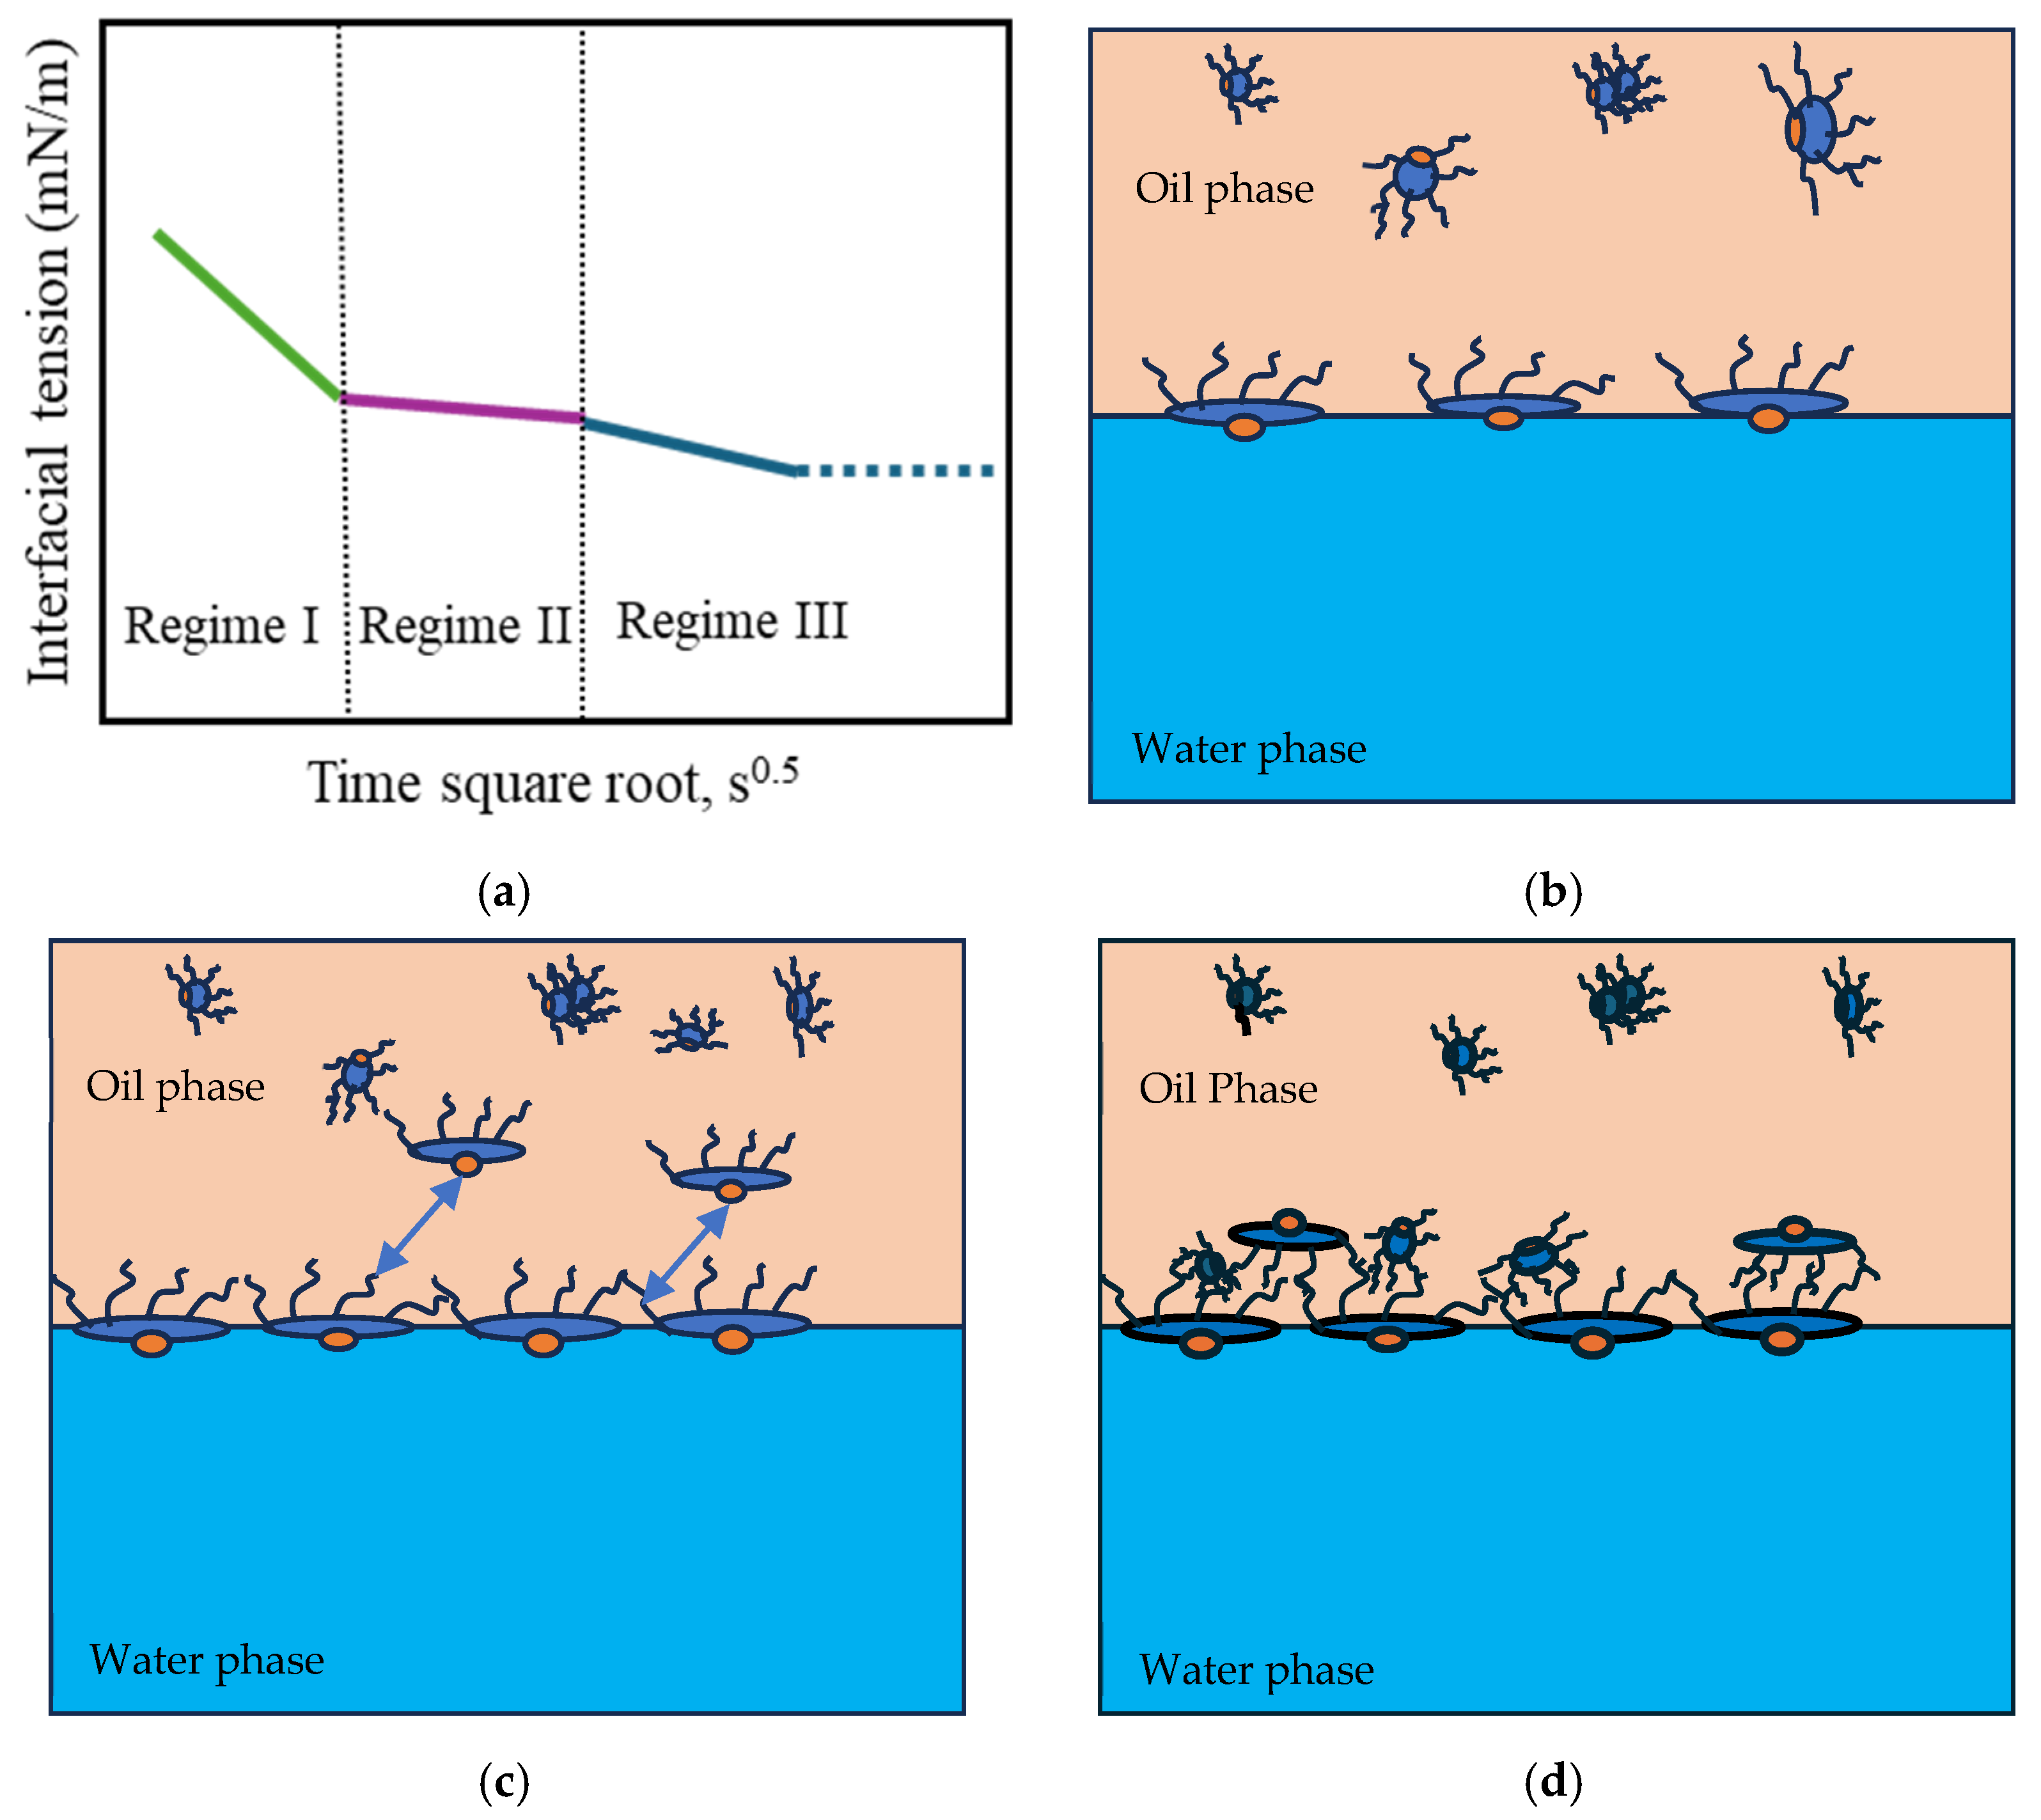 Interfacial tension (mN/m)
Regime I
Regime II
Regime III
Time square root, s^0.5
(a)
Oil phase
Water phase
(b)
Oil phase
Water phase
(c)
Oil Phase
Water phase
(d)